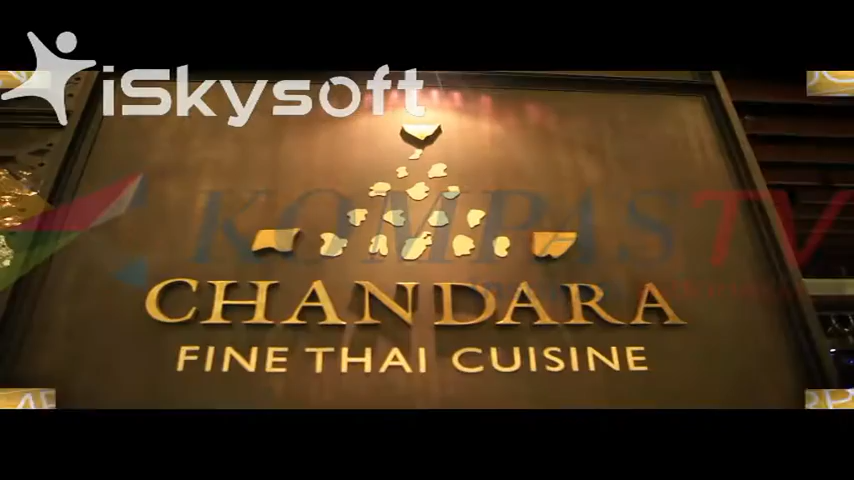 iSkysoft
KOMPAS TV
CHANDARA
FINE THAI CUISINE